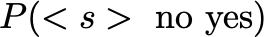 P(< s > no yes)